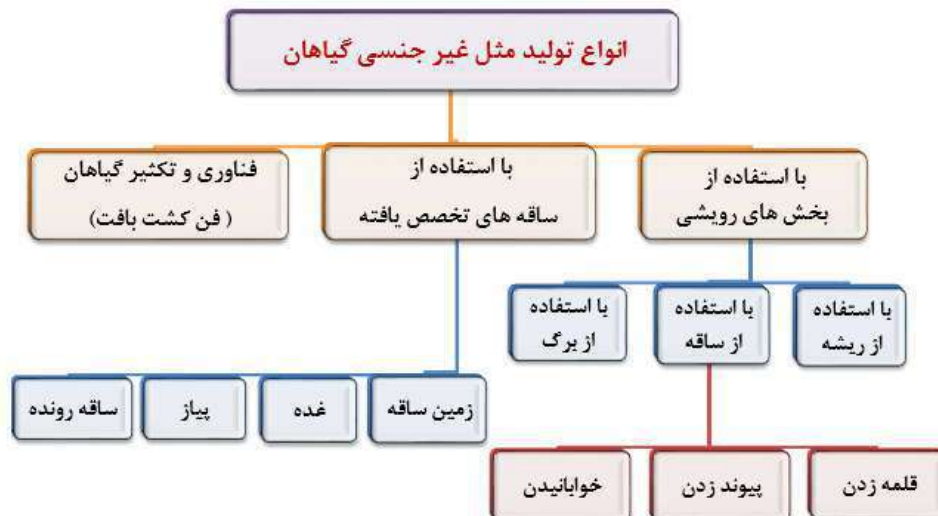 انواع تولید مثل غیر جنسی گیاهان
با استفاده از
بخش های رویشی
با استفاده از
ساقه های تخصص یافته
فناوری و تکثیر گیاهان
( فن کشت بافت)
با استفاده
از ریشه
با استفاده
از ساقه
با استفاده
از برگ
زمین ساقه
غده
پیاز
ساقه رونده
قلمه زدن
پیوند زدن
خوابانیدن